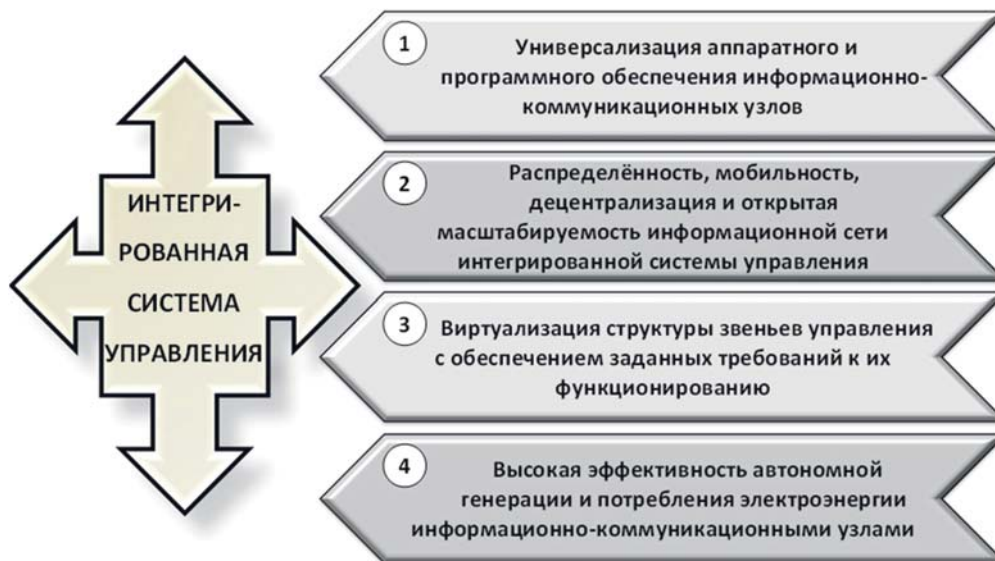 ИНТЕГРИ-
РОВАННАЯ
СИСТЕМА
УПРАВЛЕНИЯ
1
Универсализация аппаратного и
программного обеспечения информационно-
коммуникационных узлов
2
Распределённость, мобильность,
децентрализация и открытая
масштабируемость информационной сети
интегрированной системы управления
3
Виртуализация структуры звеньев управления
с обеспечением заданных требований к их
функционированию
4
Высокая эффективность автономной
генерации и потребления электроэнергии
информационно-коммуникационными узлами